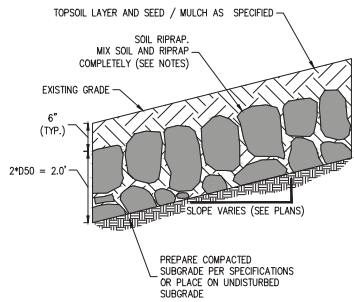 TOPSOIL LAYER AND SEED / MULCH AS SPECIFIED
SOIL RIPRAP.
MIX SOIL AND RIPRAP
COMPLETELY (SEE NOTES)
EXISTING GRADE
6"
(TYP.)
2*D50 = 2.0'
SLOPE VARIES (SEE PLANS)
PREPARE COMPACTED
SUBGRADE PER SPECIFICATIONS
OR PLACE ON UNDISTURBED
SUBGRADE